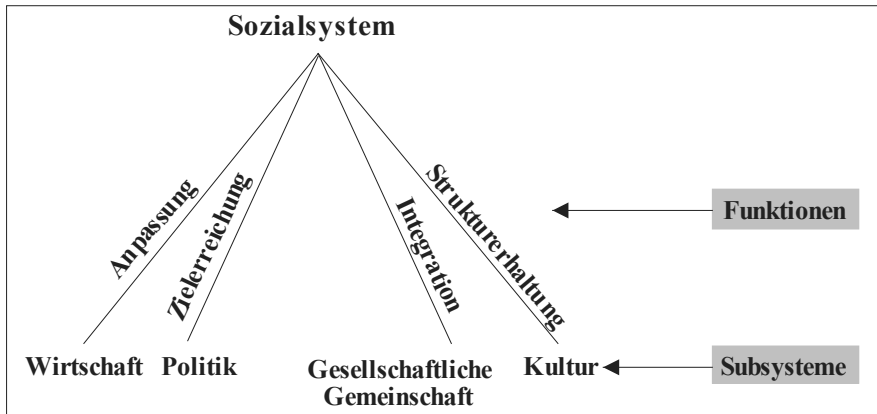 Sozialsystem
Anpassung
Zielerreichung
Integration
Strukturerhaltung
Funktionen
Wirtschaft
Politik
Gesellschaftliche
Gemeinschaft
Kultur
Subsysteme